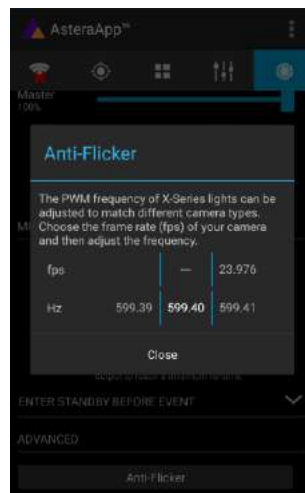 AsteraApp™
Master
100%
Anti-Flicker
The PWM frequency of X-Series lights can be
adjusted to match different camera types.
Choose the frame rate (fps) of your camera
and then adjust the frequency.
fps — 23.976
Hz 599.39 599.40 599.41
Close
ENTER STANDBY BEFORE EVENT
ADVANCED
Anti-Flicker